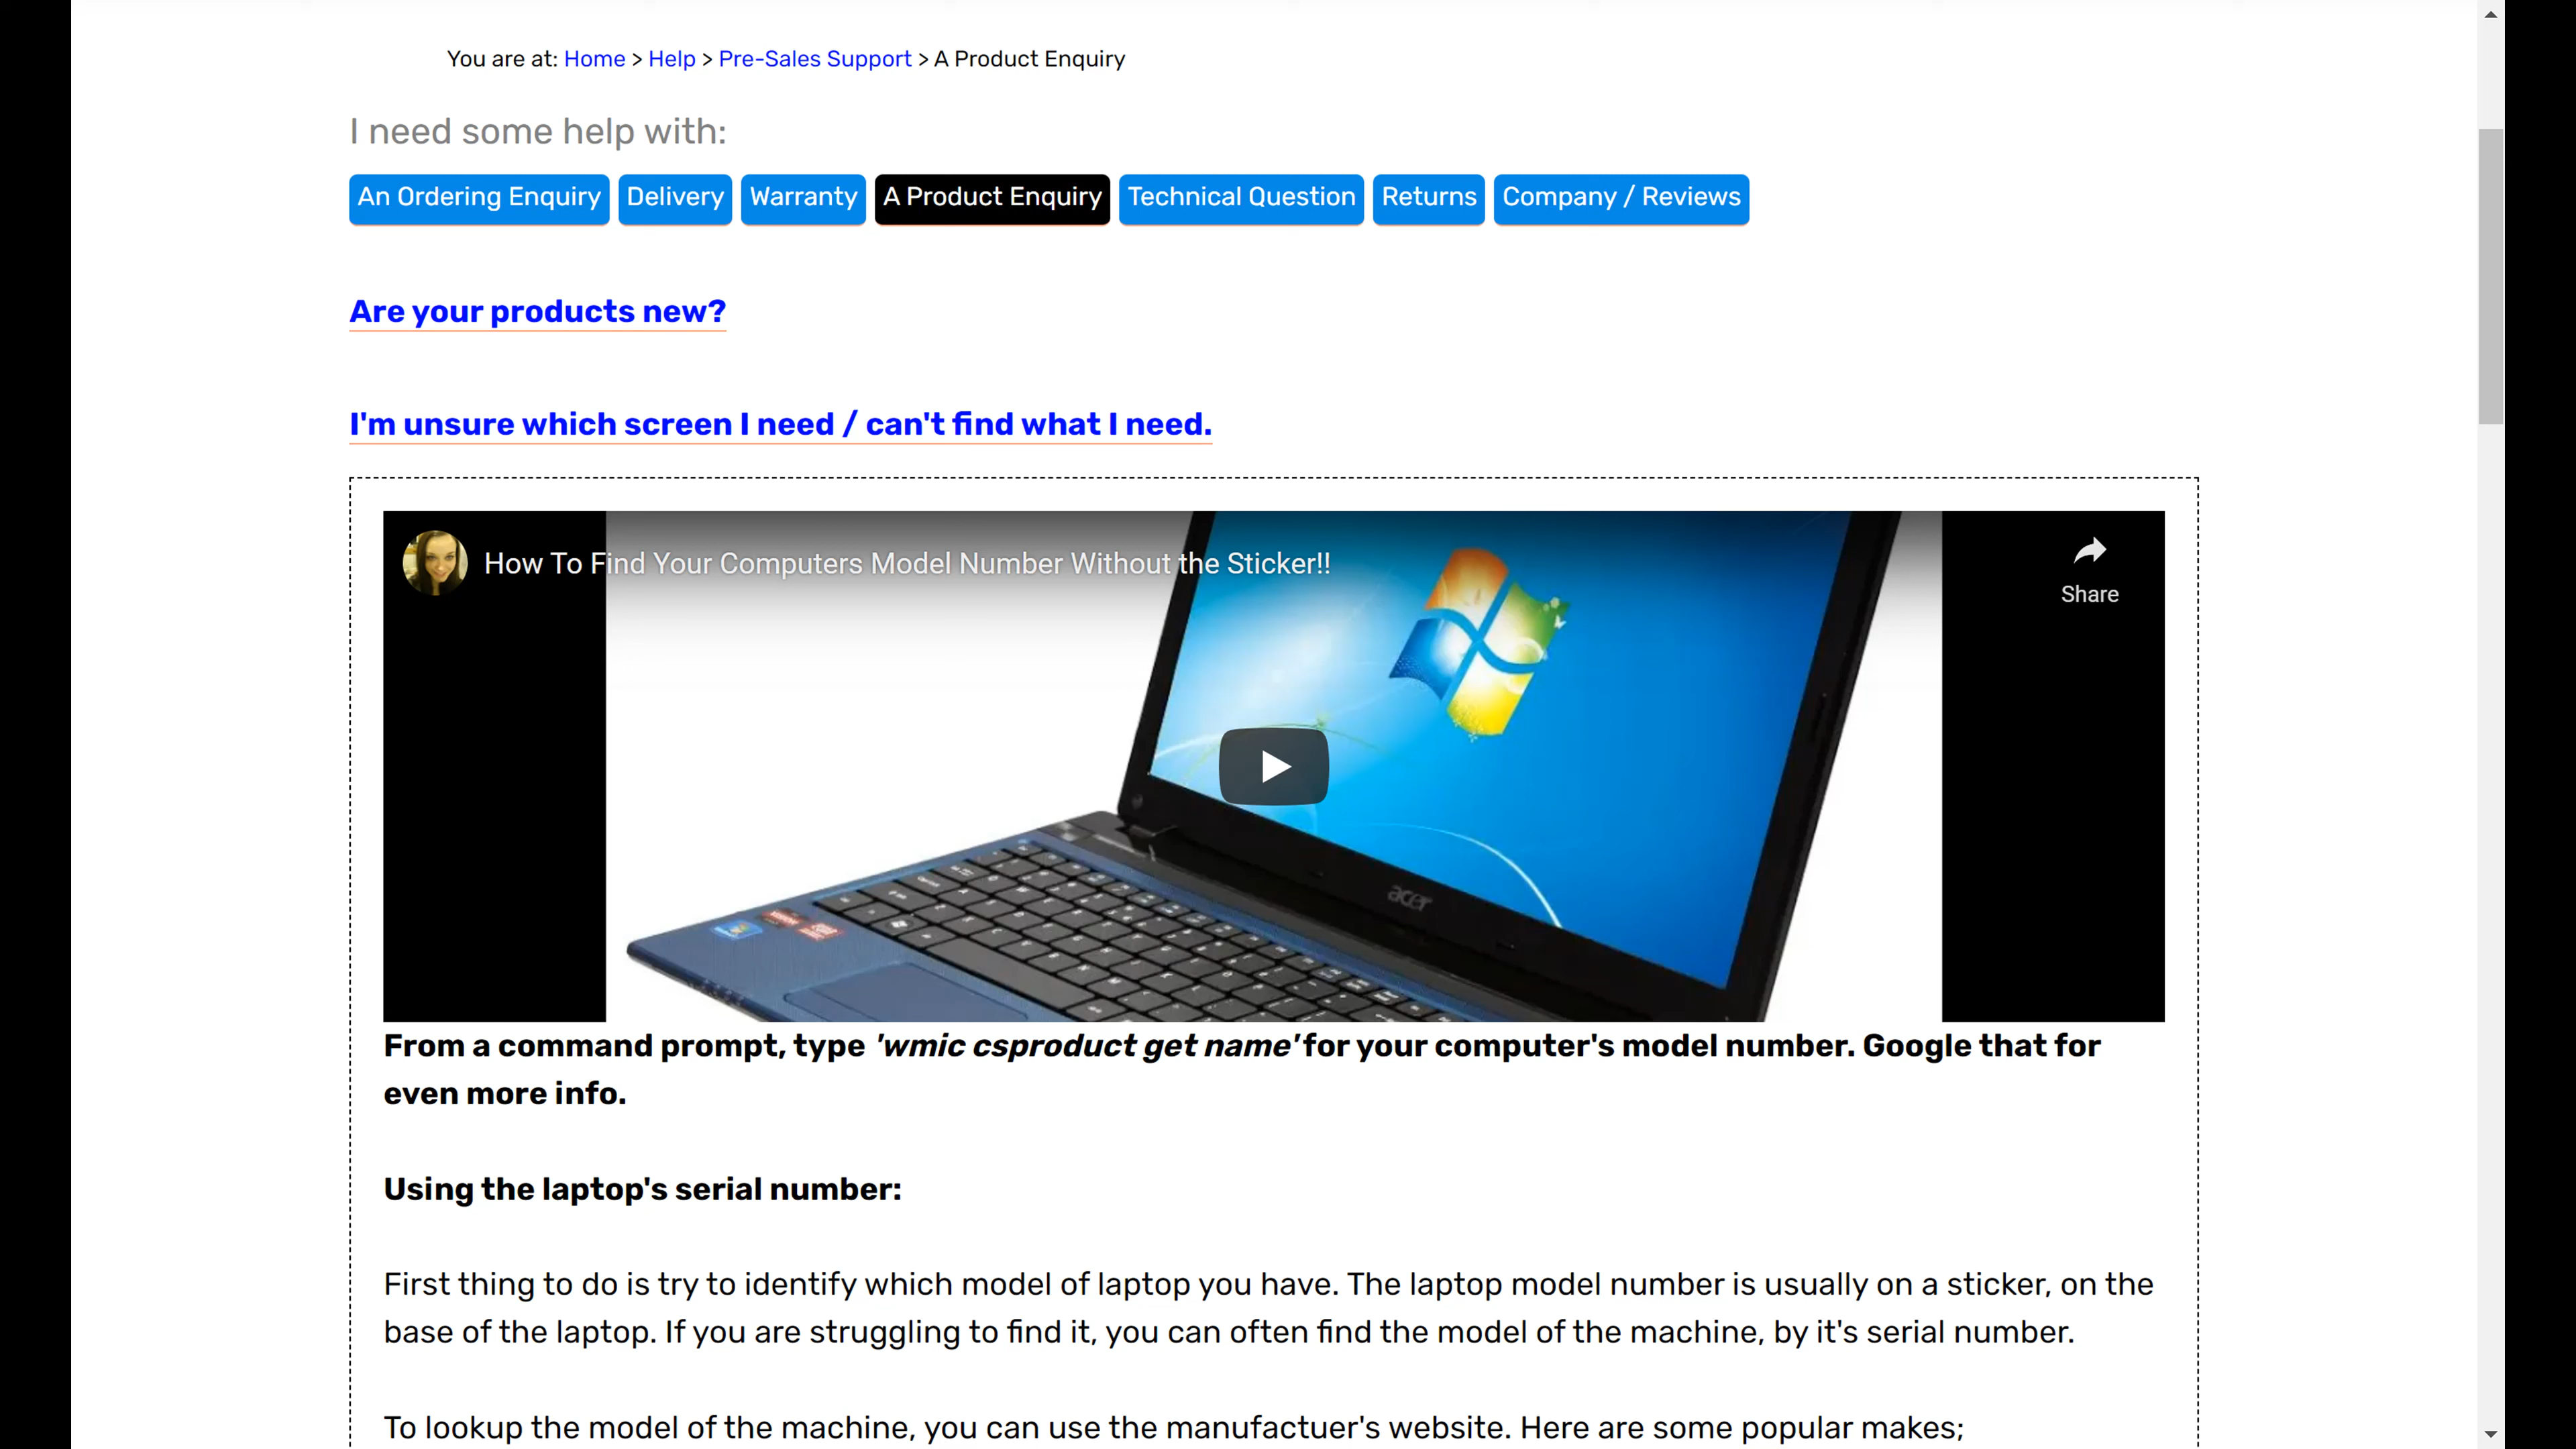 You are at: Home > Help > Pre-Sales Support > A Product Enquiry
I need some help with:
An Ordering Enquiry Delivery Warranty A Product Enquiry Technical Question Returns Company / Reviews
Are your products new?
I'm unsure which screen I need / can't find what I need.
How To Find Your Computers Model Number Without the Sticker!!
Share
acer
From a command prompt, type 'wmic csproduct get name' for your computer's model number. Google that for
even more info.
Using the laptop's serial number:
First thing to do is try to identify which model of laptop you have. The laptop model number is usually on a sticker, on the
base of the laptop. If you are struggling to find it, you can often find the model of the machine, by it's serial number.
To lookup the model of the machine, you can use the manufactuer's website. Here are some popular makes;